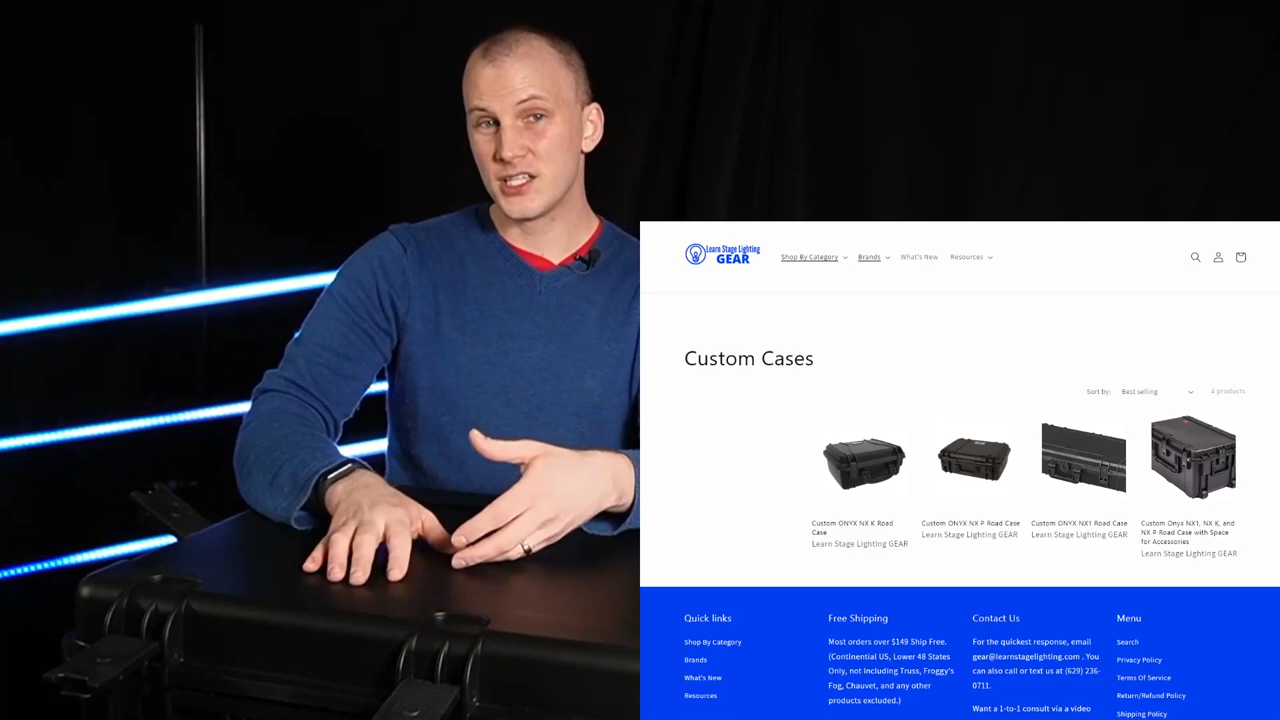 Learn Stage Lighting
GEAR
Shop By Category
Brands
What's New
Resources
Custom Cases
Sort by:
Best selling
4 products
Custom ONYX NX K Road
Case
Learn Stage Lighting GEAR
Custom ONYX NX P Road Case
Learn Stage Lighting GEAR
Custom ONYX NX1 Road Case
Learn Stage Lighting GEAR
Custom Onyx NX1, NX K, and
NX P Road Case with Space
for Accessories
Learn Stage Lighting GEAR
Quick links
Shop By Category
Brands
What's New
Resources
Free Shipping
Most orders over $149 Ship Free.
(Continential US, Lower 48 States
Only, not including Truss, Froggy's
Fog, Chauvet, and any other
products excluded.)
Contact Us
For the quickest response, email
gear@learnstagelighting.com . You
can also call or text us at (629) 236-
0711.
Want a 1-to-1 consult via a video
Menu
Search
Privacy Policy
Terms Of Service
Return/Refund Policy
Shipping Policy